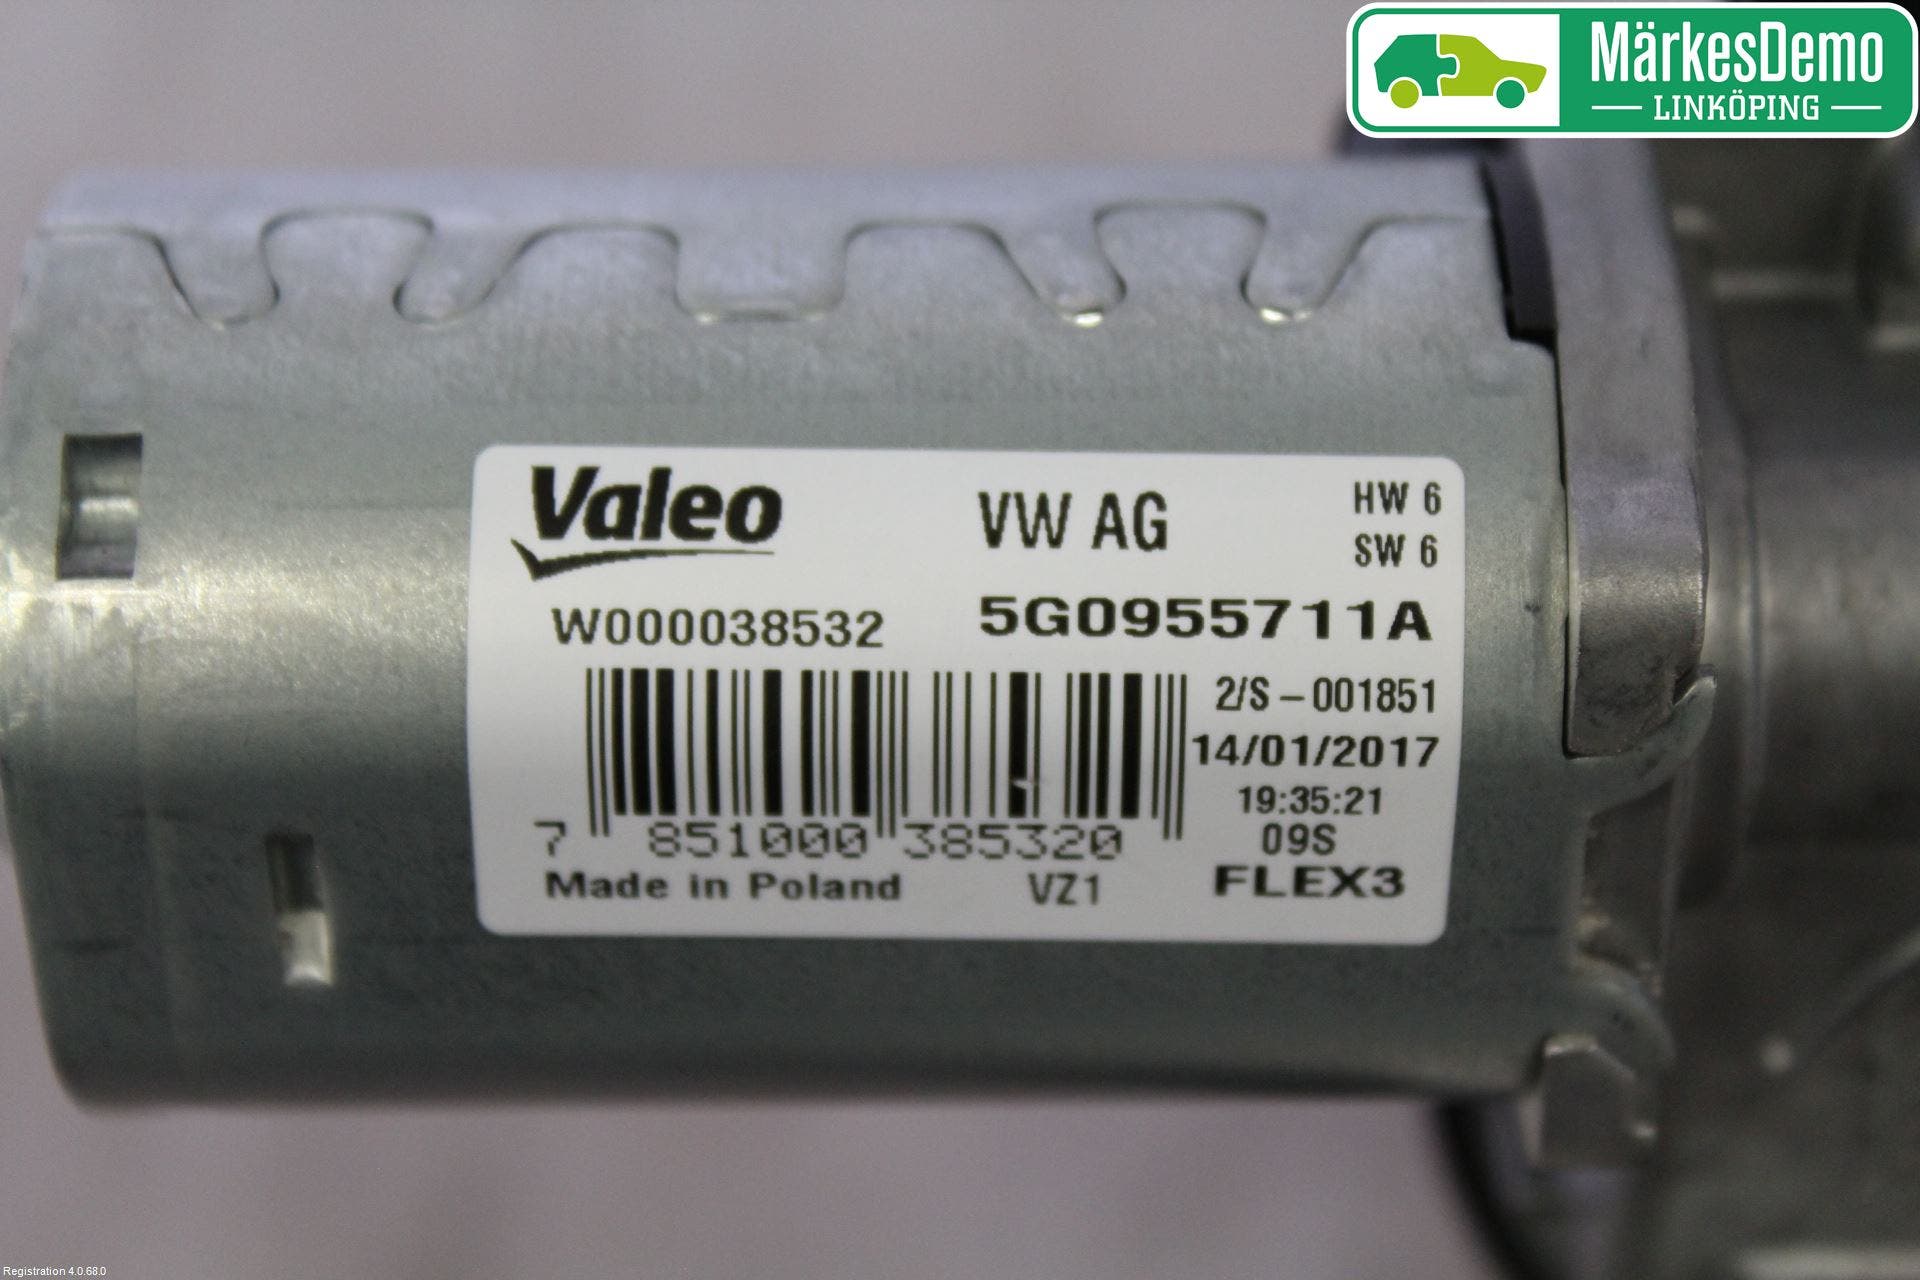 MärkesDemo
LINKÖPING
Valeo
VW AG
HW 6
SW 6
W000038532
5G0955711A
2/S - 001851
14/01/2017
19:35:21
7 851000 385320
09S
Made in Poland
VZ1
FLEX3
Registration 4.0.68.0